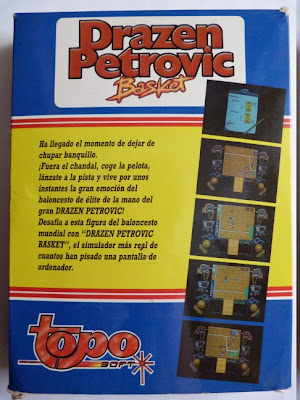 Drazen
Petrovic
Basket
Ha llegado el momento de dejar de
chupar banquillo.
¡Fuera el chandal, coge la pelota,
lánzate a la pista y vive por unos
instantes la gran emoción del
baloncesto de élite de la mano del
gran DRAZEN PETROVIC!
Desafía a esta figura del baloncesto
mundial con "DRAZEN PETROVIC
BASKET", el simulador más real de
cuantos han pisado una pantalla de
ordenador.
topo
SOFT